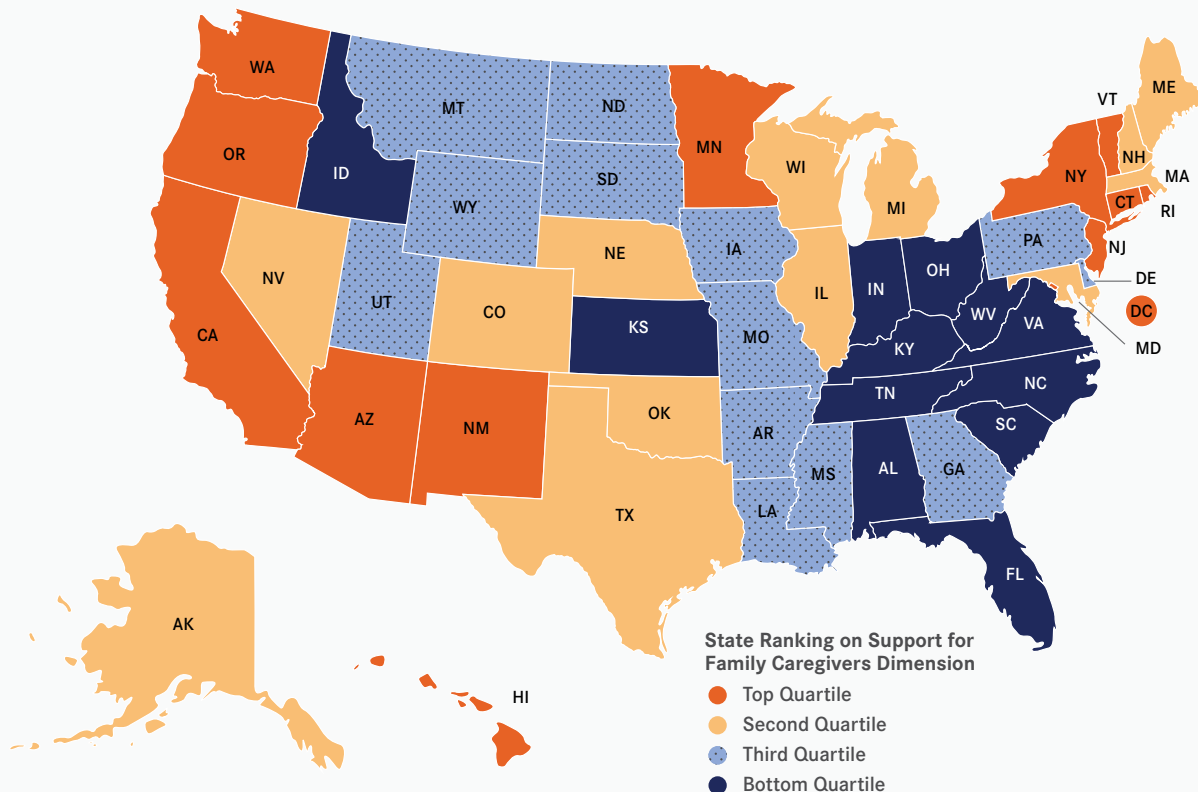 WA
MT
ND
MN
VT
ME
OR
ID
SD
WI
NH
NY
MA
WY
MI
CT
RI
IA
PA
NJ
NV
NE
OH
DE
UT
CO
IL
IN
WV
DC
CA
KS
MO
VA
KY
MD
TN
NC
AZ
NM
OK
AR
SC
MS
AL
GA
TX
LA
FL
AK
HI
State Ranking on Support for
Family Caregivers Dimension
Top Quartile
Second Quartile
Third Quartile
Bottom Quartile